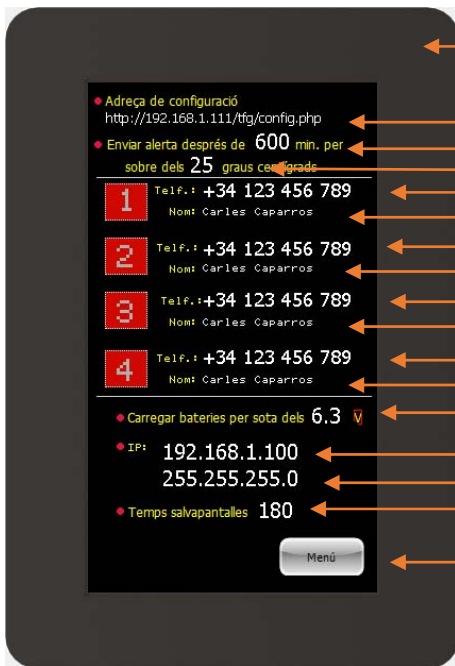 Adreça de configuració
http://192.168.1.111/tfg/config.php
Enviar alerta després de 600 min. per
sobre dels 25 graus centígrads
1 Telf.: +34 123 456 789
Nom: Carles Caparros
2 Telf.: +34 123 456 789
Nom: Carles Caparros
3 Telf.: +34 123 456 789
Nom: Carles Caparros
4 Telf.: +34 123 456 789
Nom: Carles Caparros
Carregar bateries per sota dels 6.3 V
IP: 192.168.1.100
255.255.255.0
Temps salvapantalles 180
Menú